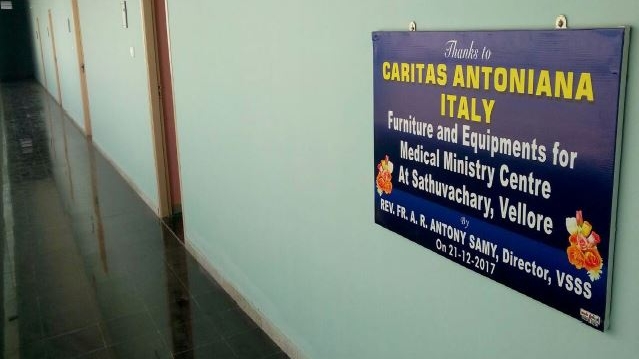 Thanks to
CARITAS ANTONIANA
ITALY
Furniture and Equipments for
Medical Ministry Centre
At Sathuvachary, Vellore
By
REV. FR. A. R. ANTONY SAMY, Director, VSSS
On 21-12-2017